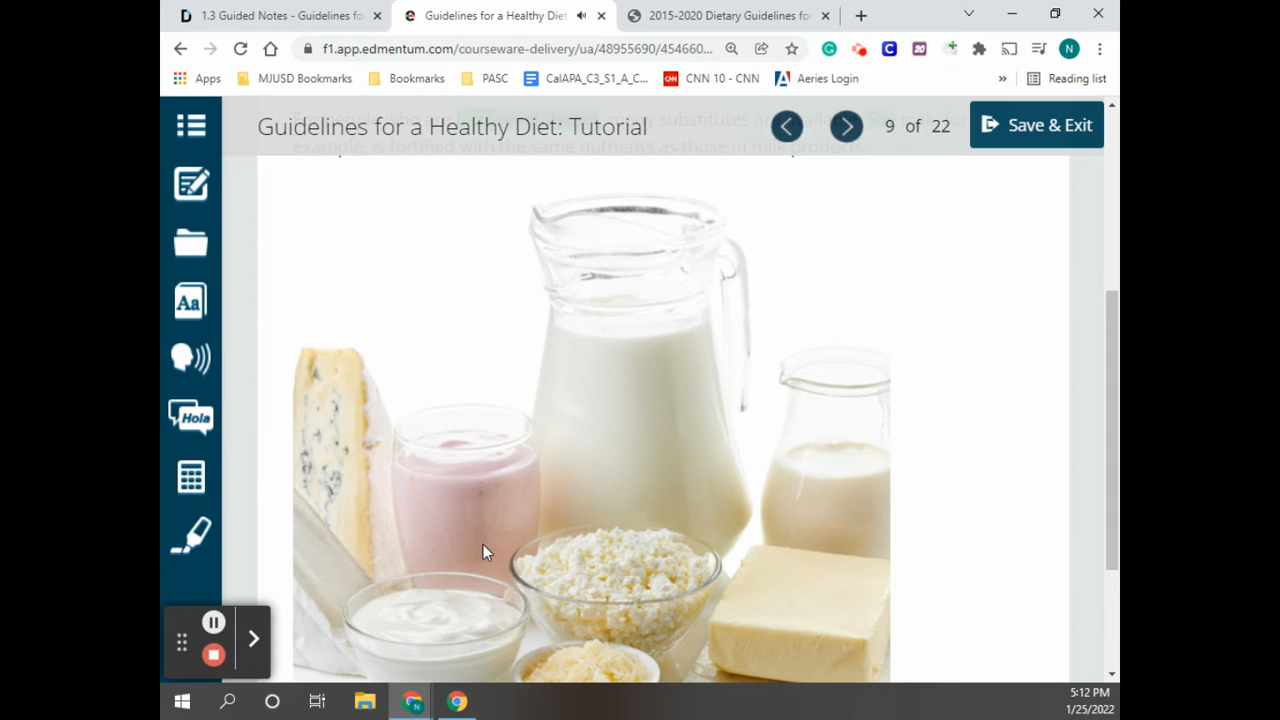 1.3 Guided Notes - Guidelines fo
Guidelines for a Healthy Diet
2015-2020 Dietary Guidelines for
f1.app.edmentum.com/courseware-delivery/ua/48955690/454660...
N
Apps
MJUSD Bookmarks
Bookmarks
PASC
CalAPA_C3_S1_A_C...
CNN 10 - CNN
Aeries Login
»
Reading list
Guidelines for a Healthy Diet: Tutorial
9 of 22
Save & Exit
example, is fortified with the same nutrients as those in milk products.
Aa
Hola
5:12 PM
1/25/2022